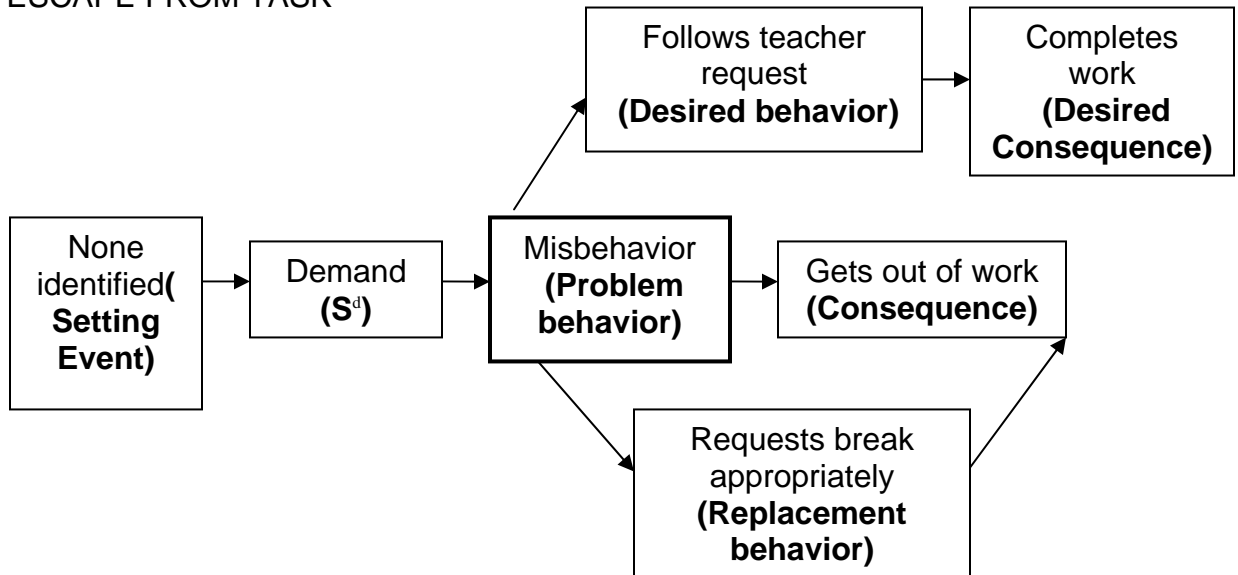 ESCAPE FROM TASK
Follows teacher
request
(Desired behavior)
Completes
work
(Desired
Consequence)
None
identified(
Setting
Event)
Demand
(Sᵈ)
Misbehavior
(Problem
behavior)
Gets out of work
(Consequence)
Requests break
appropriately
(Replacement
behavior)